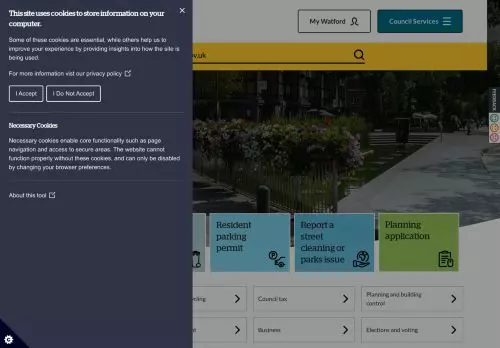 This site uses cookies to store information on your
computer.
Some of these cookies are essential, while others help us to
improve your experience by providing insights into how the site is
being used.
For more information visit our privacy policy
I Accept
I Do Not Accept
Necessary Cookies
Necessary cookies enable core functionality such as page
navigation and access to secure areas. The website cannot
function properly without these cookies, and can only be disabled
by changing your browser preferences.
About this tool
My Watford
Council Services
.uk
FEEDBACK
Resident
parking
permit
Report a
street
cleaning or
parks issue
Planning
application
Council tax
Planning and building
control
Business
Elections and voting